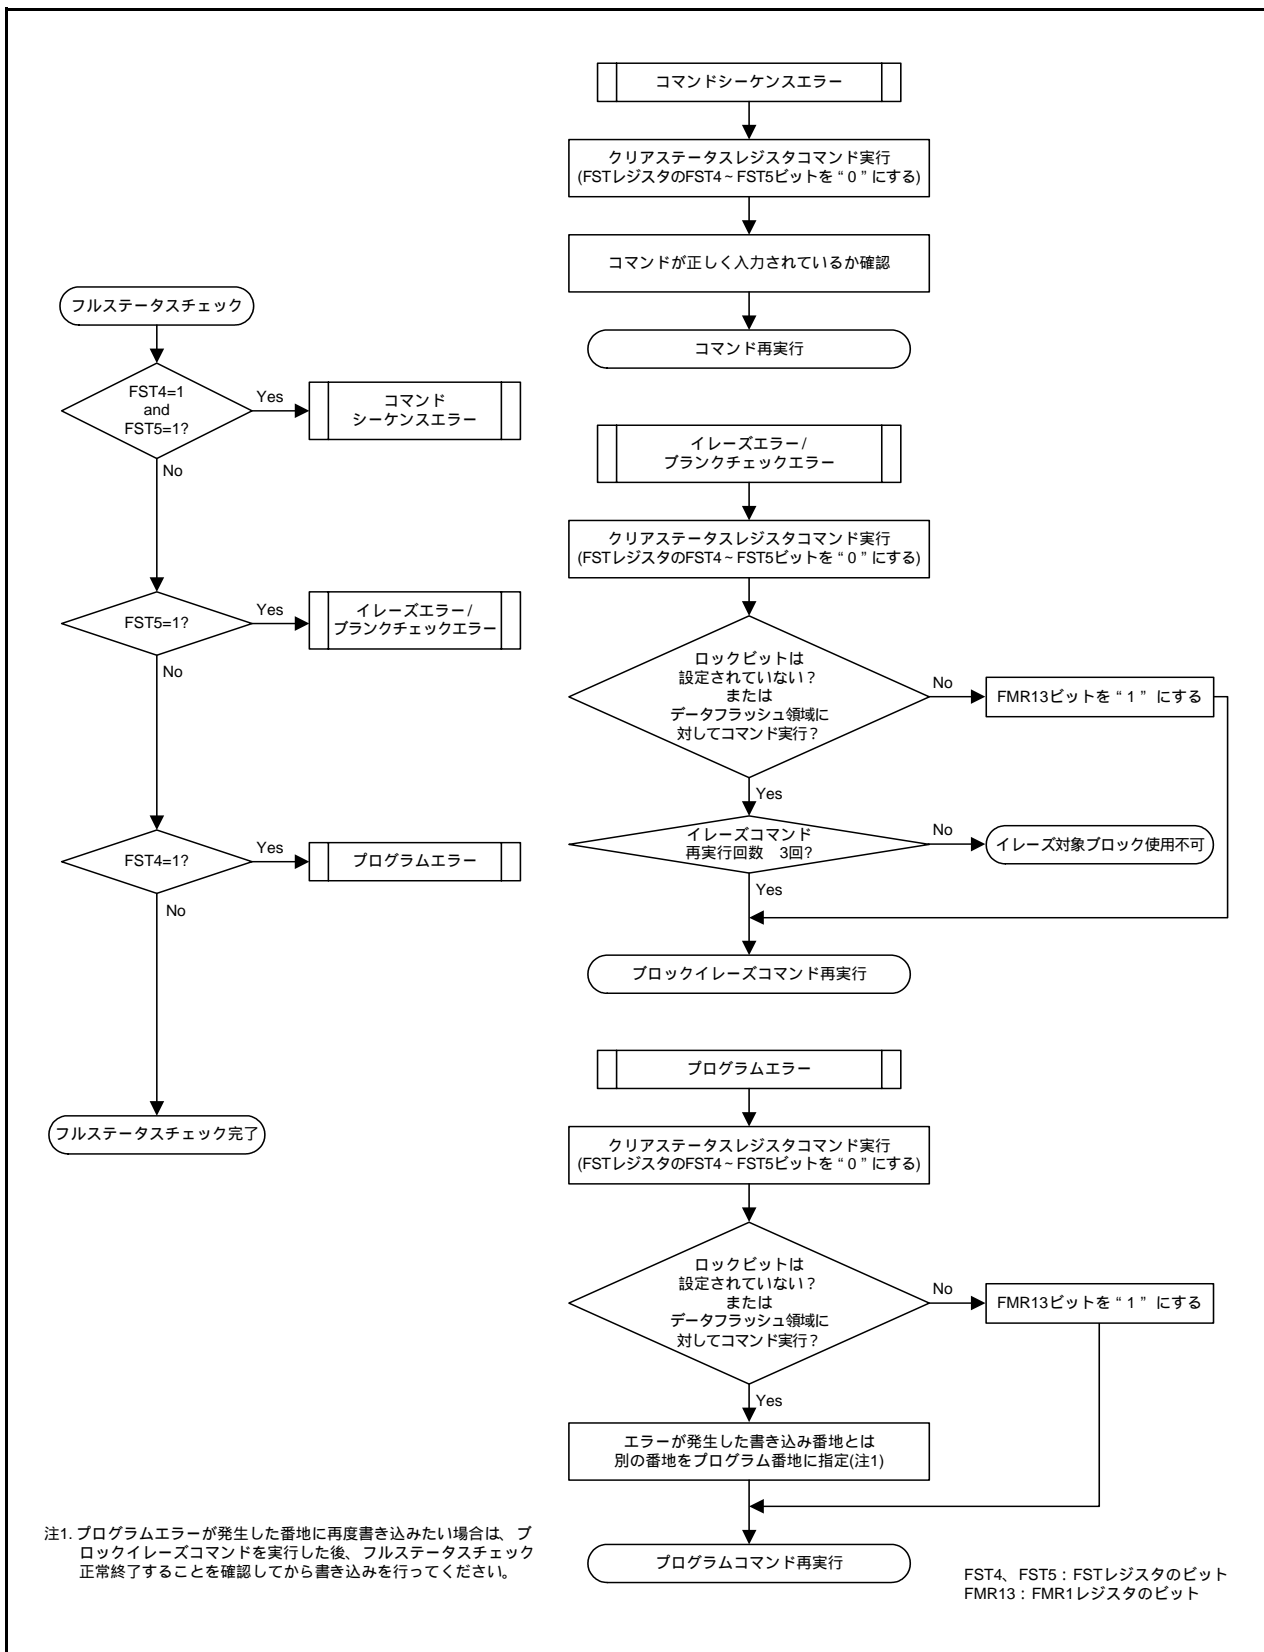 フルステータスチェック
FST4=1
and
FST5=1?
Yes
コマンド
シーケンスエラー
No
FST5=1?
Yes
イレーズエラー/
ブランクチェックエラー
No
FST4=1?
Yes
プログラムエラー
No
フルステータスチェック完了
コマンドシーケンスエラー
クリアステータスレジスタコマンド実行
(FSTレジスタのFST4~FST5ビットを“0”にする)
コマンドが正しく入力されているか確認
コマンド再実行
イレーズエラー/
ブランクチェックエラー
クリアステータスレジスタコマンド実行
(FSTレジスタのFST4~FST5ビットを“0”にする)
ロックビットは
設定されていない?
または
データフラッシュ領域に
対してコマンド実行?
No
FMR13ビットを“1”にする
Yes
イレーズコマンド
再実行回数 3回?
No
イレーズ対象ブロック使用不可
Yes
ブロックイレーズコマンド再実行
プログラムエラー
クリアステータスレジスタコマンド実行
(FSTレジスタのFST4~FST5ビットを“0”にする)
ロックビットは
設定されていない?
または
データフラッシュ領域に
対してコマンド実行?
No
FMR13ビットを“1”にする
Yes
エラーが発生した書き込み番地とは
別の番地をプログラム番地に指定(注1)
プログラムコマンド再実行
注1. プログラムエラーが発生した番地に再度書き込みたい場合は、ブ
ロックイレーズコマンドを実行した後、フルステータスチェック
正常終了することを確認してから書き込みを行ってください。
FST4、FST5:FSTレジスタのビット
FMR13:FMR1レジスタのビット